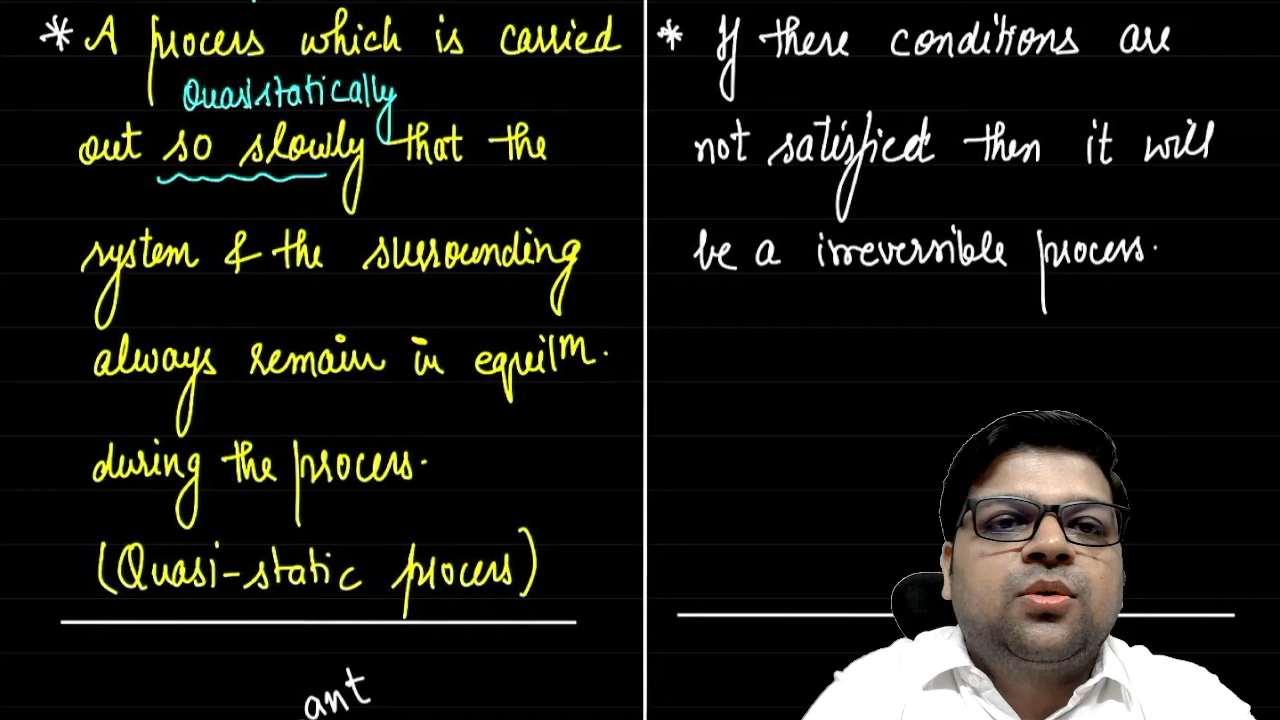 * A process which is carried
Quasistatically
out so slowly that the
system & the surrounding
always remain in equilm.
during the process.
(Quasi-static process)
ant
* If there conditions are
not satisfied then it will
be a irreversible process.